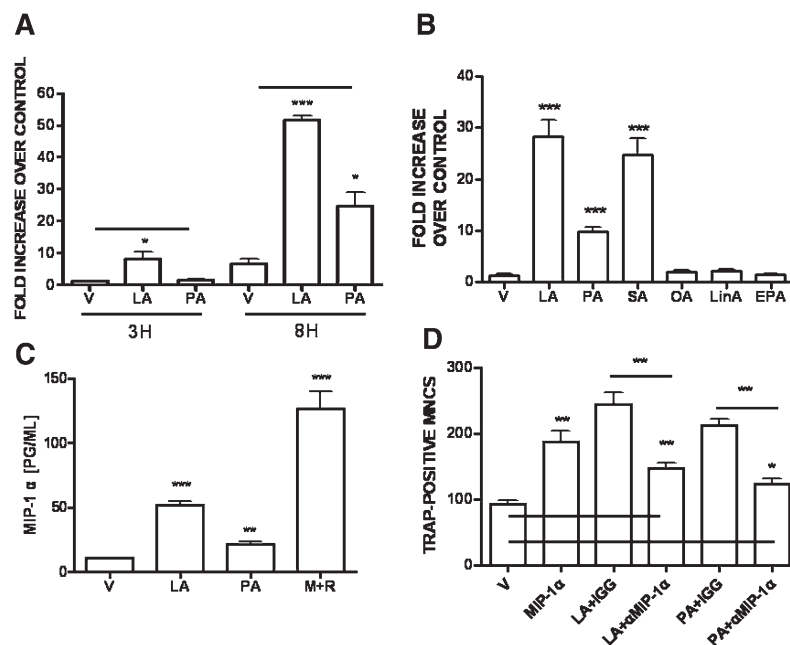 A
FOLD INCREASE OVER CONTROL
60
50
40
30
20
10
0
*
***
*
V LA PA V LA PA
3H 8H
B
FOLD INCREASE
OVER CONTROL
40
30
20
10
0
***
***
***
V LA PA SA OA LinA EPA
C
MIP-1 α [PG/ML]
150
100
50
0
***
**
***
V LA PA M+R
D
TRAP-POSITIVE MNCS
300
200
100
0
**
**
**
**
*
V
MIP-1α
LA+IGG
LA+αMIP-1α
PA+IGG
PA+αMIP-1α